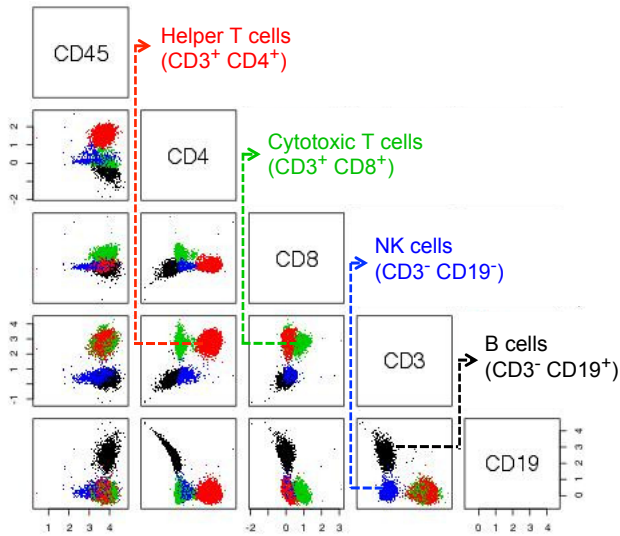 CD45
Helper T cells
(CD3⁺ CD4⁺)
2
1
0
-2
CD4
Cytotoxic T cells
(CD3⁺ CD8⁺)
CD8
NK cells
(CD3⁻ CD19⁻)
4
3
2
1
-1
CD3
B cells
(CD3⁻ CD19⁺)
CD19
4
3
2
1
0
1 2 3 4
-2 0 1 2 3
0 1 2 3 4